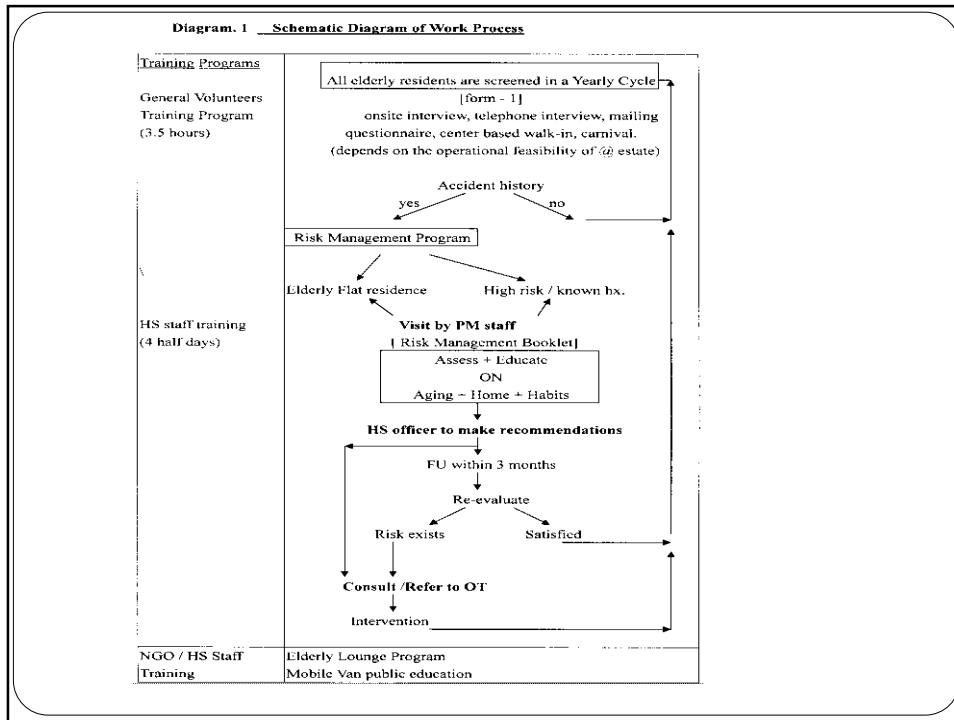 Diagram. 1 Schematic Diagram of Work Process
Training Programs
General Volunteers
Training Program
(3.5 hours)
All elderly residents are screened in a Yearly Cycle
[form - 1]
onsite interview, telephone interview, mailing
questionnaire, center based walk-in, carnival.
(depends on the operational feasibility of @ estate)
Accident history
yes no
Risk Management Program
Elderly Flat residence High risk / known hx.
HS staff training
(4 half days)
Visit by PM staff
[ Risk Management Booklet]
Assess + Educate
ON
Aging - Home + Habits
HS officer to make recommendations
FU within 3 months
Re-evaluate
Risk exists Satisfied
Consult /Refer to OT
Intervention
NGO / HS Staff
Training
Elderly Lounge Program
Mobile Van public education